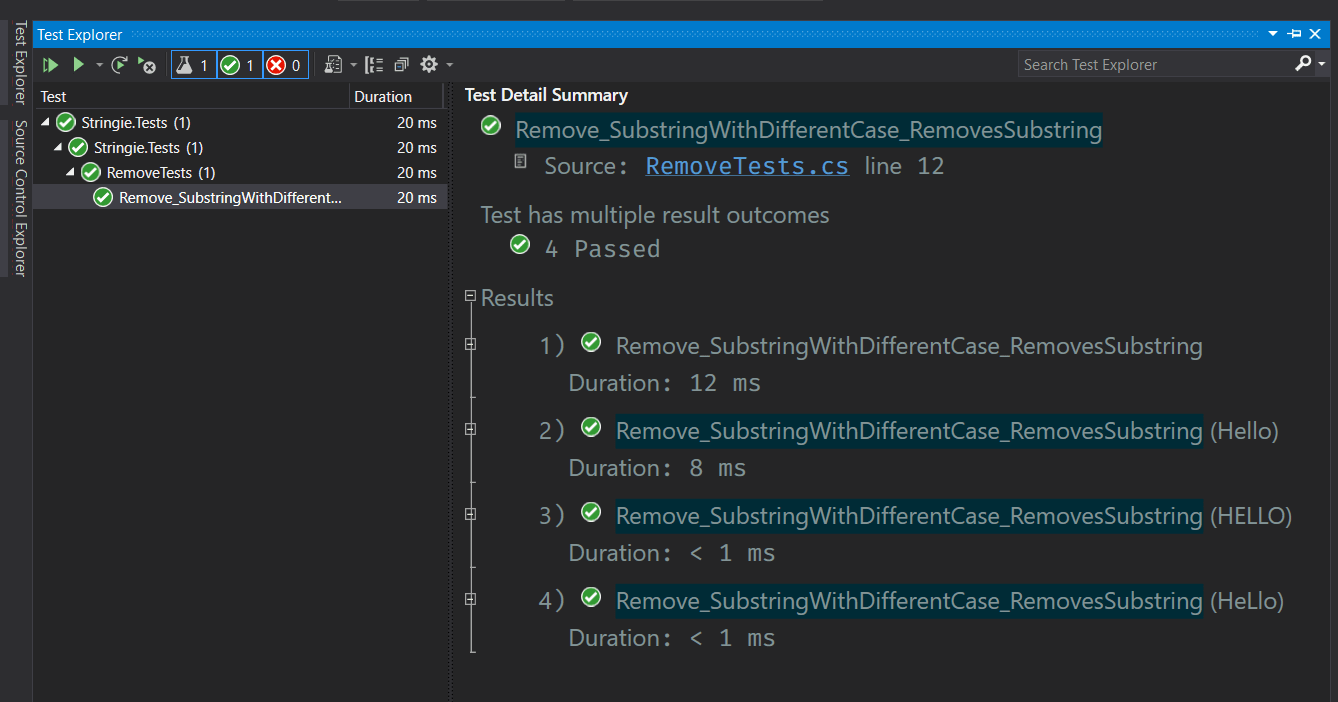 Test Explorer
Source Control Explorer
Test Explorer
1 1 0
Search Test Explorer
Test Duration
Stringie.Tests (1) 20 ms
Stringie.Tests (1) 20 ms
RemoveTests (1) 20 ms
Remove_SubstringWithDifferent... 20 ms
Test Detail Summary
Remove_SubstringWithDifferentCase_RemovesSubstring
Source: RemoveTests.cs line 12
Test has multiple result outcomes
4 Passed
Results
1) Remove_SubstringWithDifferentCase_RemovesSubstring
Duration: 12 ms
2) Remove_SubstringWithDifferentCase_RemovesSubstring (Hello)
Duration: 8 ms
3) Remove_SubstringWithDifferentCase_RemovesSubstring (HELLO)
Duration: < 1 ms
4) Remove_SubstringWithDifferentCase_RemovesSubstring (HeLlo)
Duration: < 1 ms